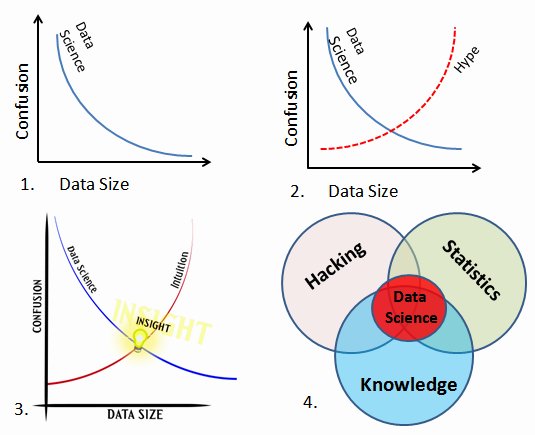 Confusion
Data
Science
1. Data Size
Confusion
Data
Science
Hype
2. Data Size
CONFUSION
Data Science
Intuition
INSIGHT
INSIGHT
3.
DATA SIZE
Hacking
Statistics
Data
Science
Knowledge
4.